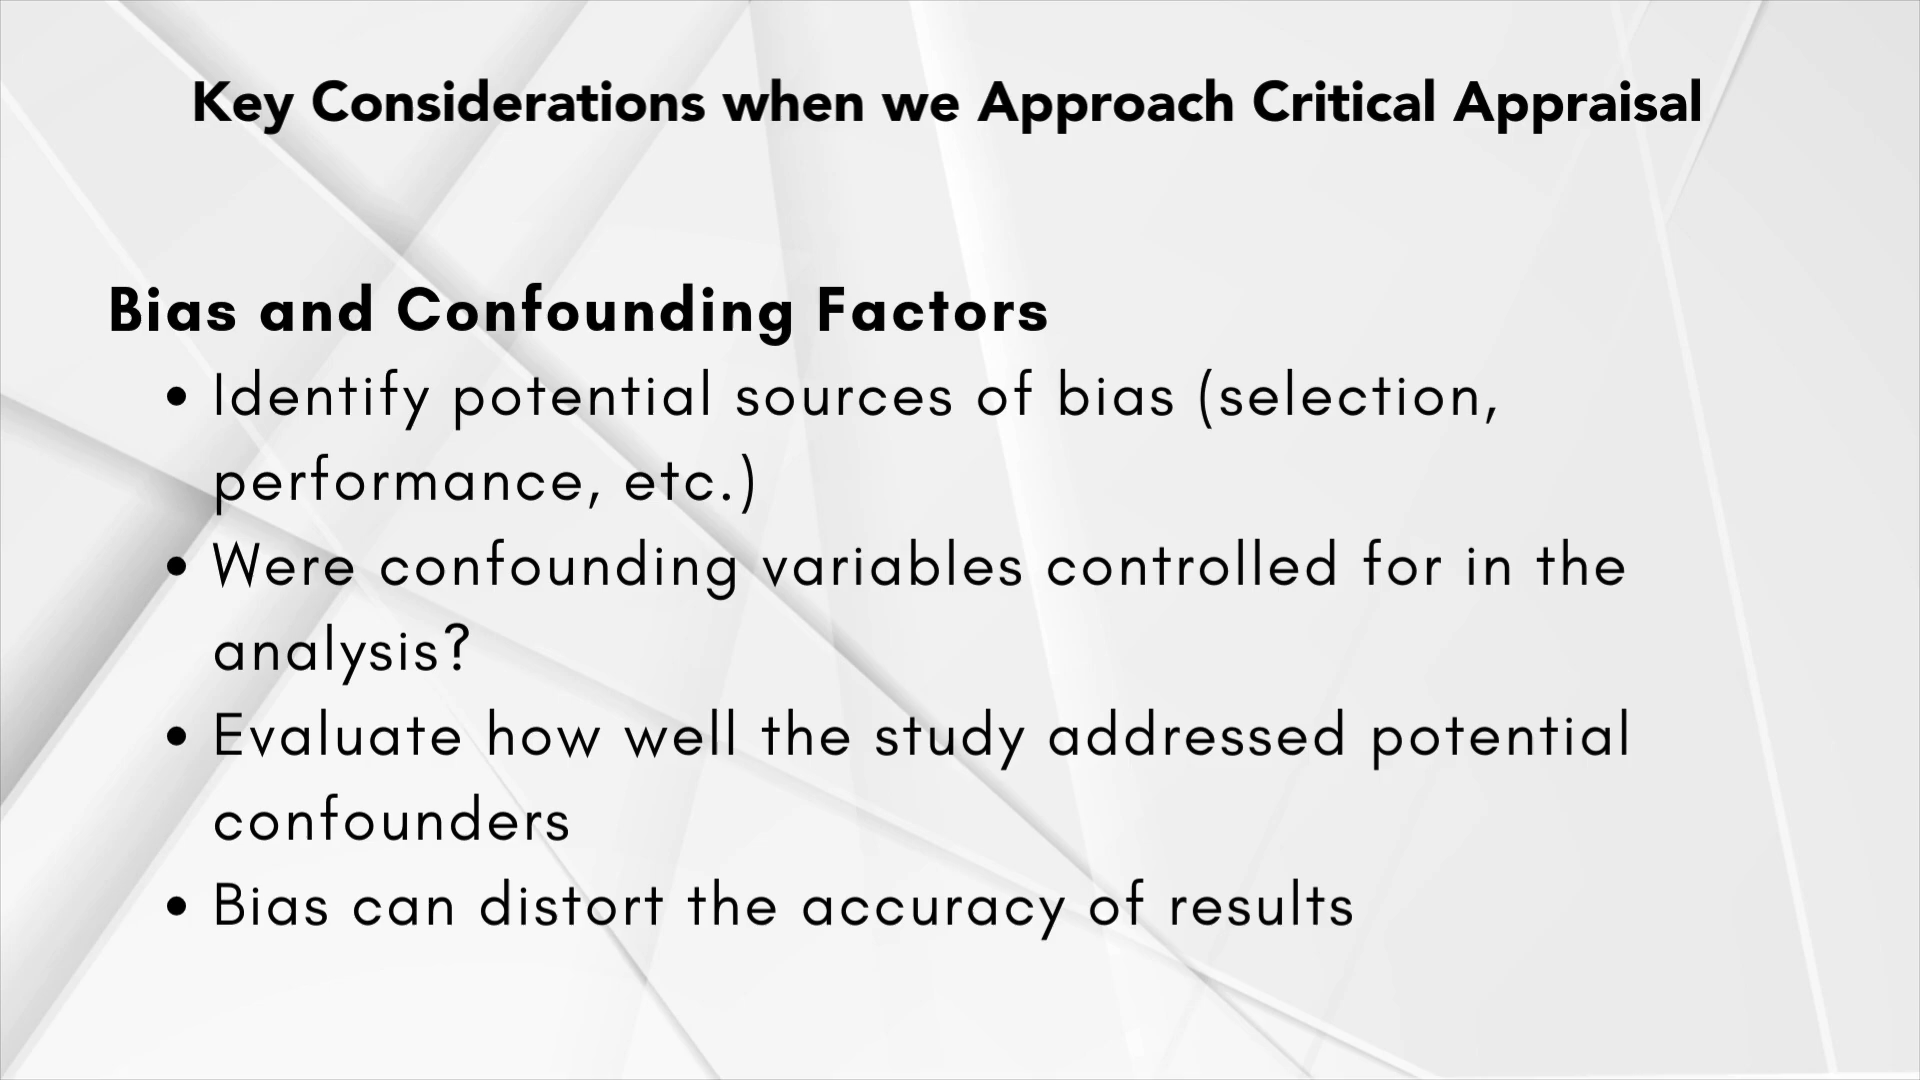 Key Considerations when we Approach Critical Appraisal
Bias and Confounding Factors
• Identify potential sources of bias (selection,
performance, etc.)
• Were confounding variables controlled for in the
analysis?
• Evaluate how well the study addressed potential
confounders
• Bias can distort the accuracy of results